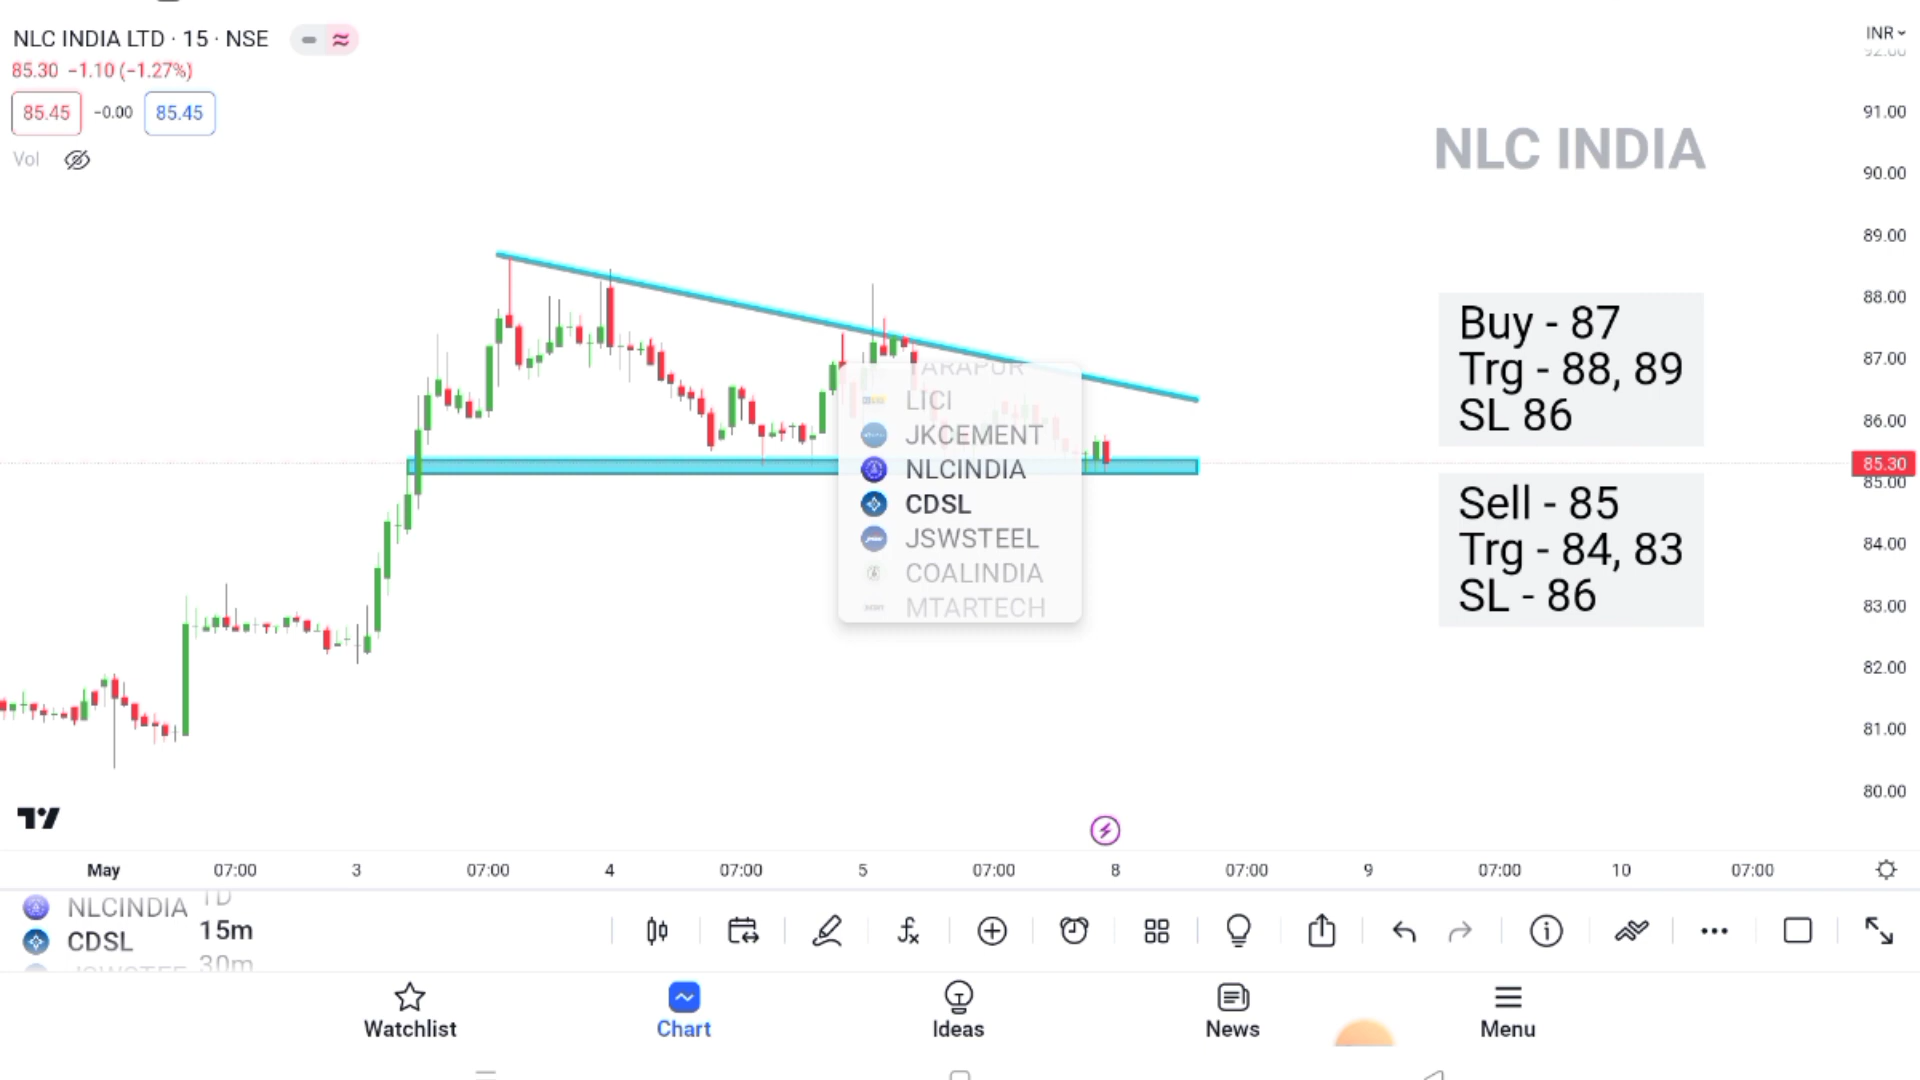 NLC INDIA LTD · 15 · NSE
INR
92.00
85.30 −1.10 (−1.27%)
85.45 −0.00 85.45
Vol
91.00
NLC INDIA
90.00
89.00
88.00
Buy - 87
Trg - 88, 89
SL 86
87.00
TARAPUR
LICI
JKCEMENT
NLCINDIA
CDSL
JSWSTEEL
COALINDIA
MTARTECH
86.00
85.30
85.00
Sell - 85
Trg - 84, 83
SL - 86
84.00
83.00
82.00
81.00
80.00
May 07:00 3 07:00 4 07:00 5 07:00 8 07:00 9 07:00 10 07:00
NLCINDIA 1D
CDSL 15m
JSWSTEE 30m
Watchlist Chart Ideas News Menu